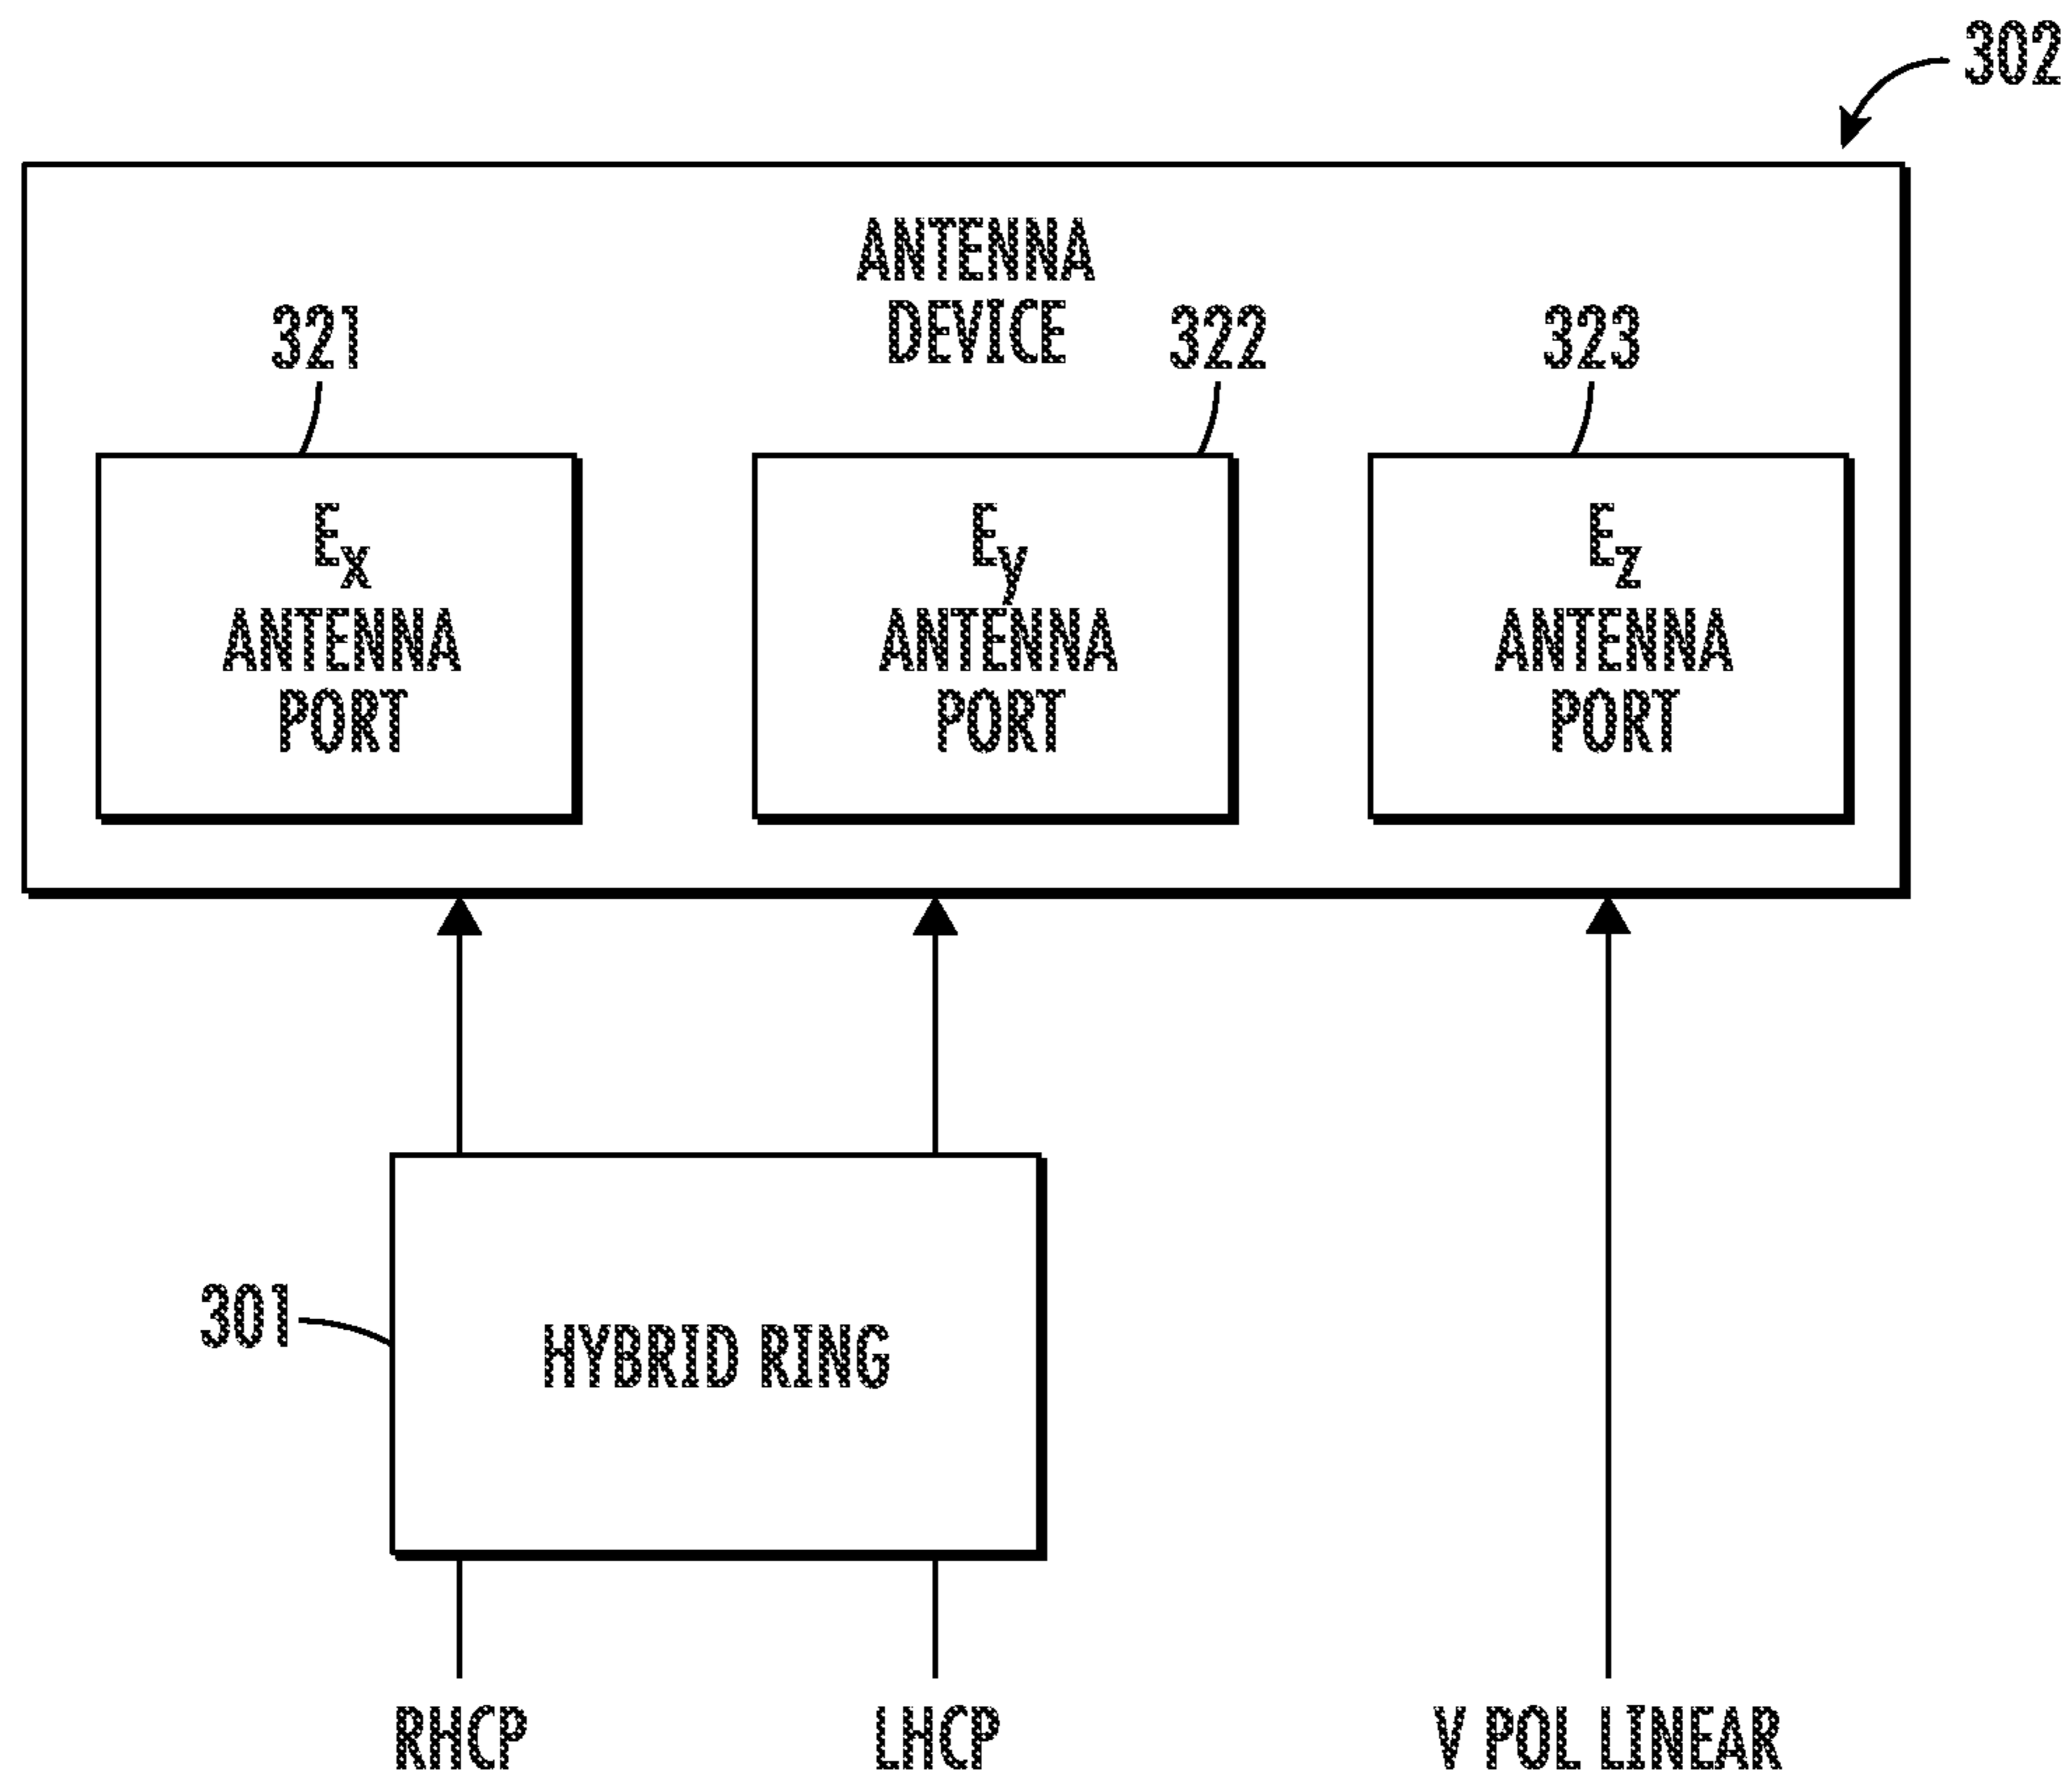 302
ANTENNA
DEVICE
321
322
323
Ex
ANTENNA
PORT
Ey
ANTENNA
PORT
Ez
ANTENNA
PORT
301
HYBRID RING
RHCP
LHCP
V POL LINEAR